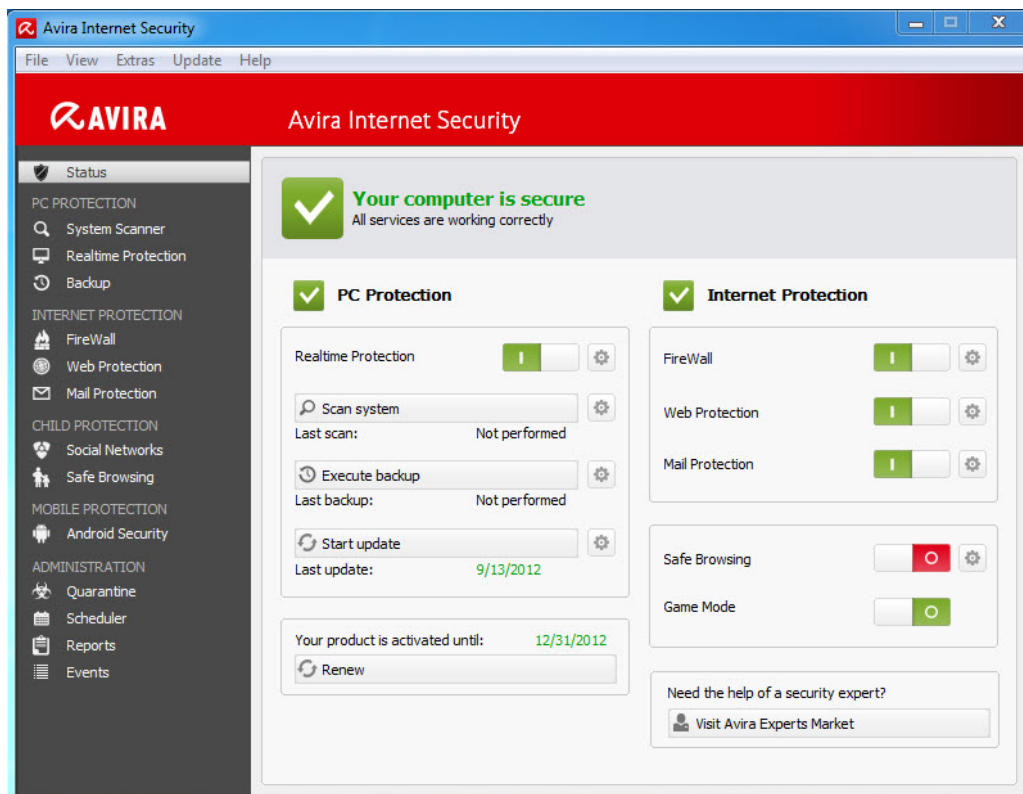 Avira Internet Security
File View Extras Update Help
AVIRA
Avira Internet Security
Status
PC PROTECTION
System Scanner
Realtime Protection
Backup
INTERNET PROTECTION
FireWall
Web Protection
Mail Protection
CHILD PROTECTION
Social Networks
Safe Browsing
MOBILE PROTECTION
Android Security
ADMINISTRATION
Quarantine
Scheduler
Reports
Events
Your computer is secure
All services are working correctly
PC Protection
Realtime Protection
Scan system
Last scan: Not performed
Execute backup
Last backup: Not performed
Start update
Last update: 9/13/2012
Your product is activated until: 12/31/2012
Renew
Internet Protection
FireWall
Web Protection
Mail Protection
Safe Browsing
Game Mode
Need the help of a security expert?
Visit Avira Experts Market